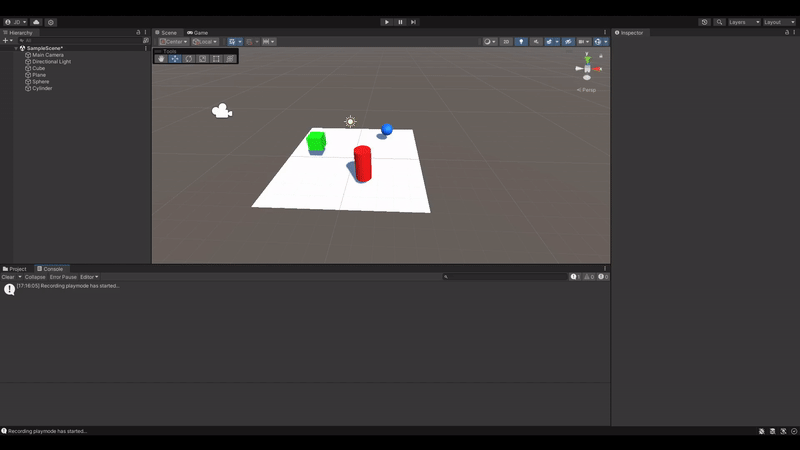 JD
Layers
Layout
Hierarchy
Scene
Game
Inspector
All
Center
Local
2D
SampleScene*
Main Camera
Directional Light
Cube
Plane
Sphere
Cylinder
Tools
y
x
Persp
Project
Console
Clear
Collapse
Error Pause
Editor
1
0
0
[17:16:05] Recording playmode has started...
Recording playmode has started...